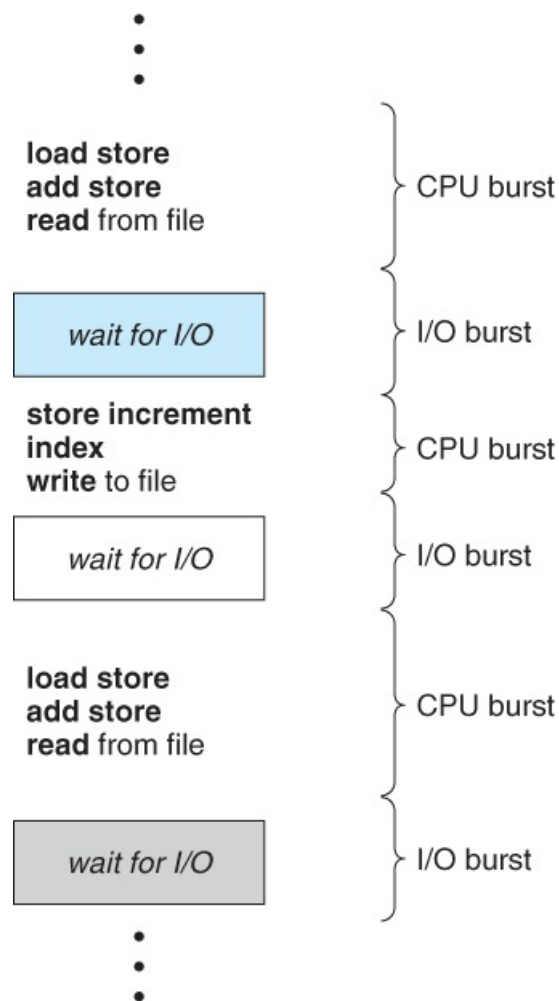 load store
add store
read from file
CPU burst
wait for I/O
I/O burst
store increment
index
write to file
CPU burst
wait for I/O
I/O burst
load store
add store
read from file
CPU burst
wait for I/O
I/O burst